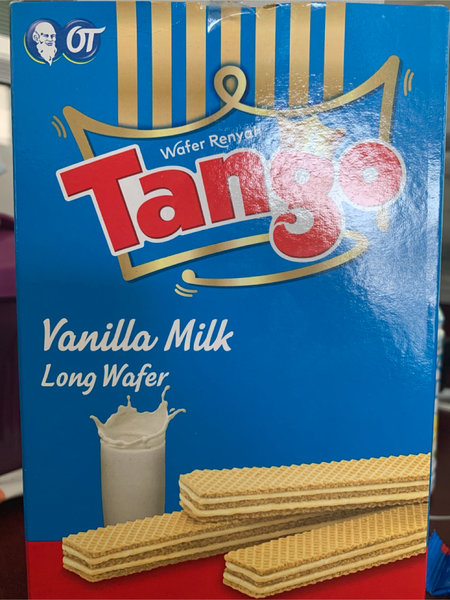 OT
Wafer Renyah
Tango
Vanilla Milk
Long Wafer